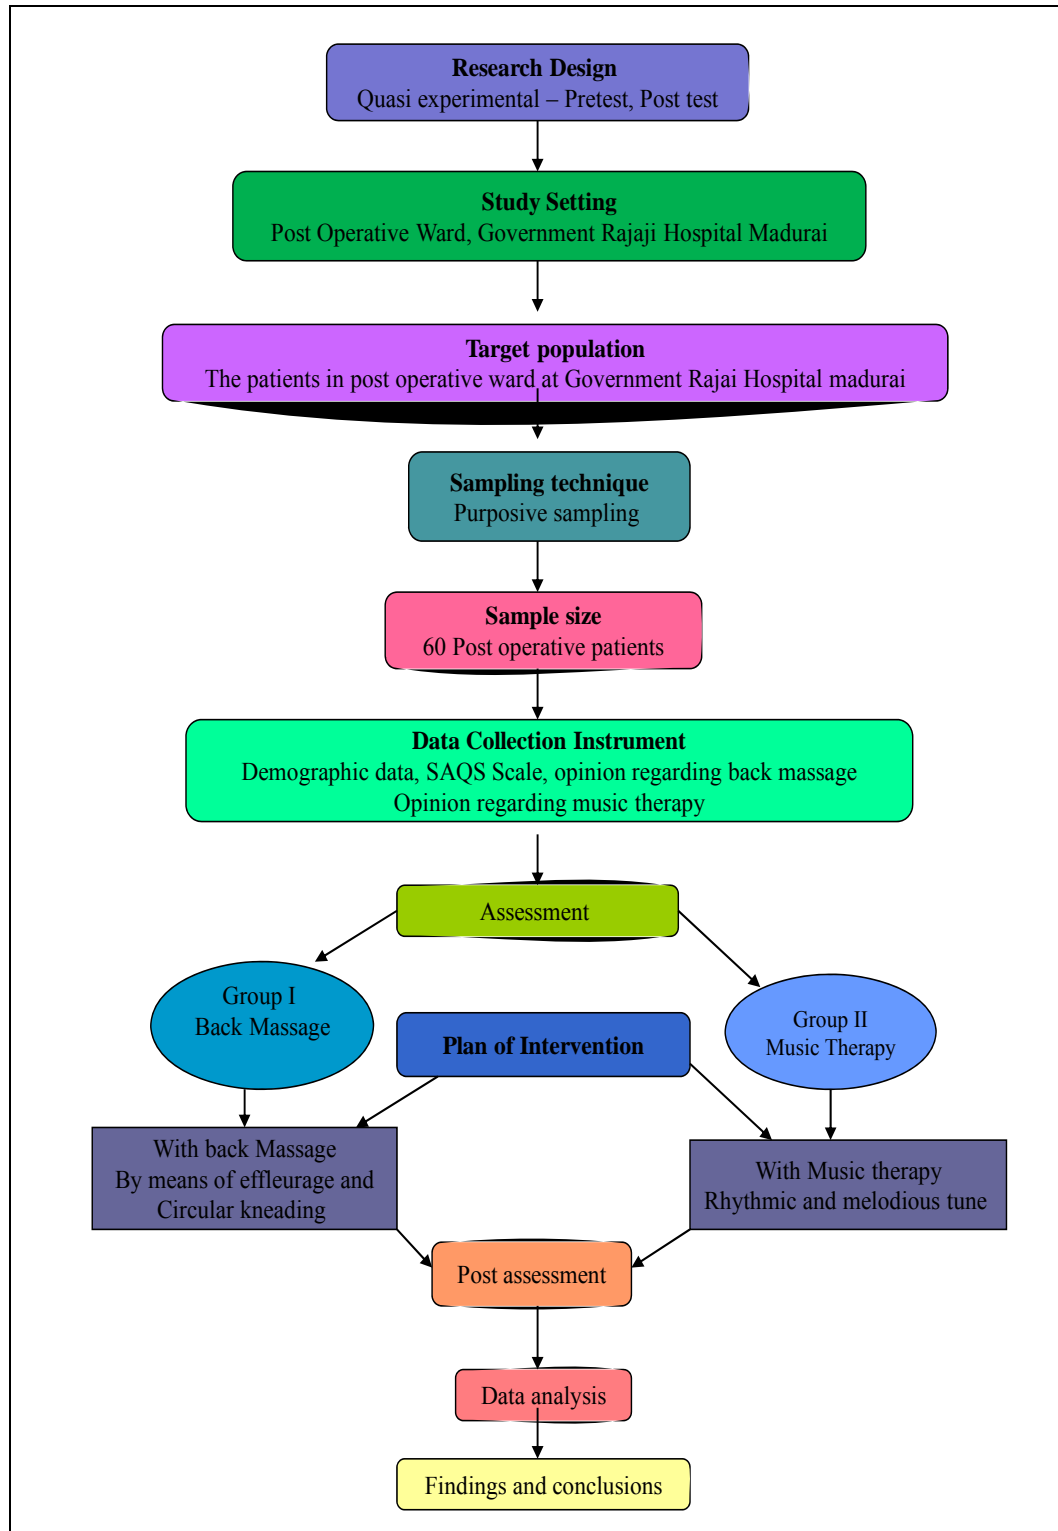 Research Design
Quasi experimental – Pretest, Post test
Study Setting
Post Operative Ward, Government Rajaji Hospital Madurai
Target population
The patients in post operative ward at Government Rajai Hospital madurai
Sampling technique
Purposive sampling
Sample size
60 Post operative patients
Data Collection Instrument
Demographic data, SAQS Scale, opinion regarding back massage
Opinion regarding music therapy
Assessment
Group I
Back Massage
Group II
Music Therapy
Plan of Intervention
With back Massage
By means of effleurage and
Circular kneading
With Music therapy
Rhythmic and melodious tune
Post assessment
Data analysis
Findings and conclusions